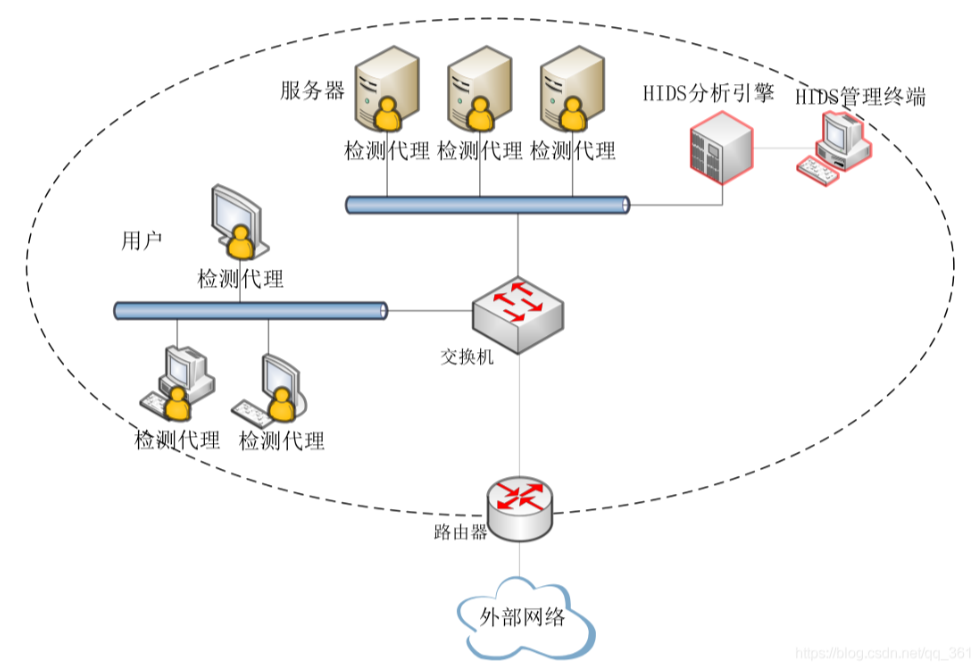 服务器
HIDS分析引擎
HIDS管理终端
检测代理 检测代理 检测代理
用户
检测代理
交换机
检测代理 检测代理
路由器
外部网络
https://blog.csdn.net/qq_361